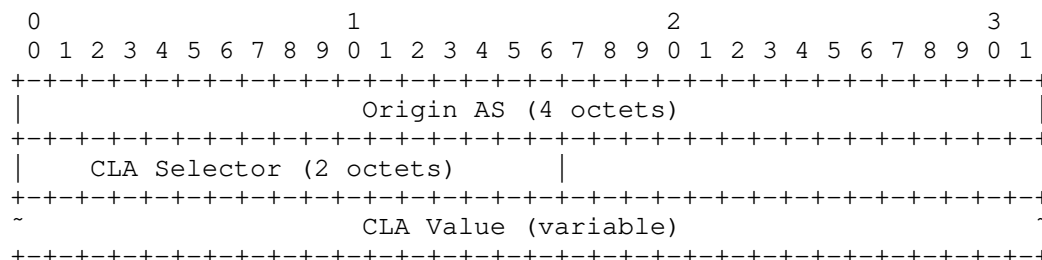 0                   1                   2                   3
 0 1 2 3 4 5 6 7 8 9 0 1 2 3 4 5 6 7 8 9 0 1 2 3 4 5 6 7 8 9 0 1
+-+-+-+-+-+-+-+-+-+-+-+-+-+-+-+-+-+-+-+-+-+-+-+-+-+-+-+-+-+-+-+-+
|                     Origin AS (4 octets)                      |
+-+-+-+-+-+-+-+-+-+-+-+-+-+-+-+-+-+-+-+-+-+-+-+-+-+-+-+-+-+-+-+-+
|    CLA Selector (2 octets)       |
+-+-+-+-+-+-+-+-+-+-+-+-+-+-+-+-+-+-+-+-+-+-+-+-+-+-+-+-+-+-+-+-+
~                     CLA Value (variable)                      ~
+-+-+-+-+-+-+-+-+-+-+-+-+-+-+-+-+-+-+-+-+-+-+-+-+-+-+-+-+-+-+-+-+